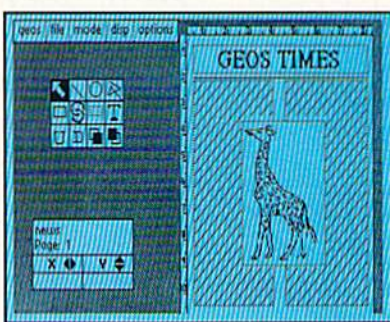 geos file mode disp options
GEOS TIMES
T
U D
news
Page: 1
X Y